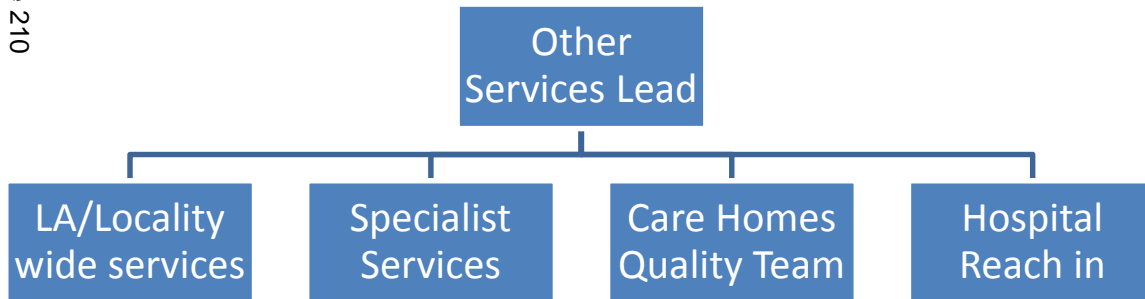 210
Other
Services Lead
LA/Locality
wide services
Specialist
Services
Care Homes
Quality Team
Hospital
Reach in